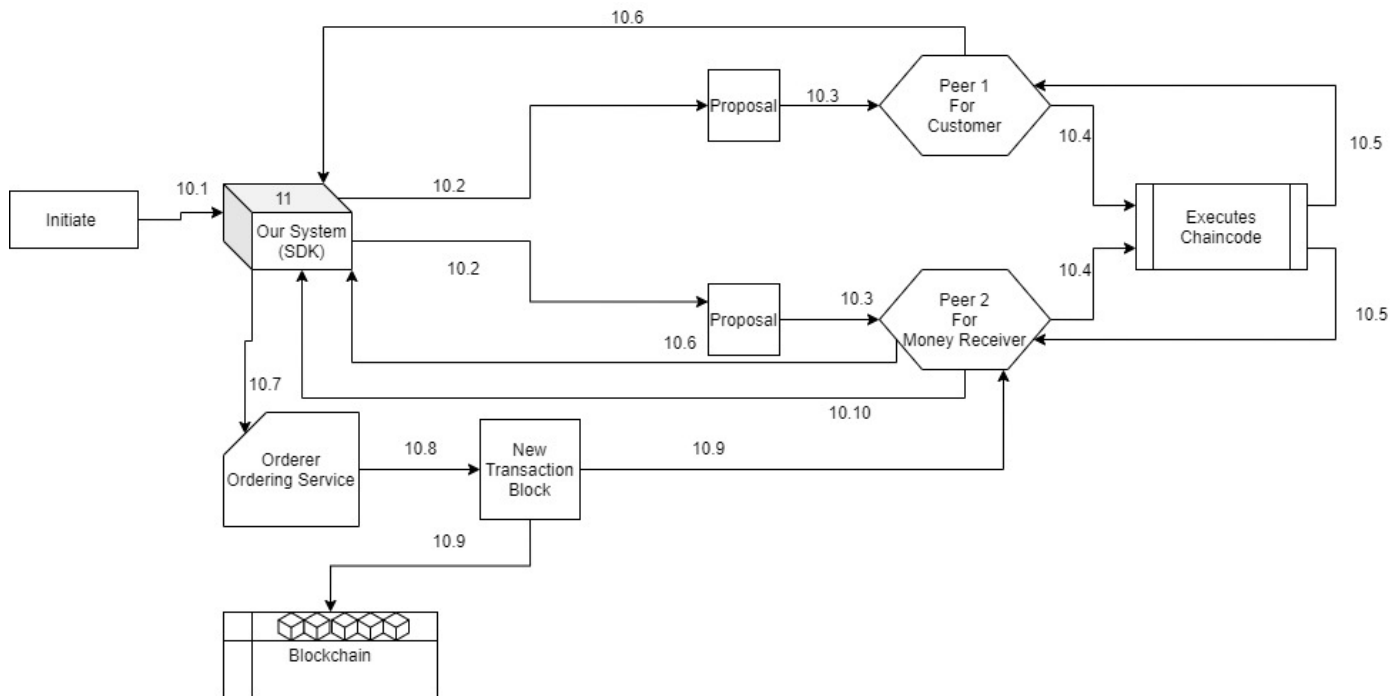 10.6
Proposal
10.3
Peer 1
For
Customer
10.4
10.5
10.1
10.2
Initiate
11
Our System
(SDK)
Executes
Chaincode
10.2
10.4
Proposal
10.3
Peer 2
For
Money Receiver
10.5
10.6
10.7
10.10
Orderer
Ordering Service
10.8
New
Transaction
Block
10.9
10.9
Blockchain